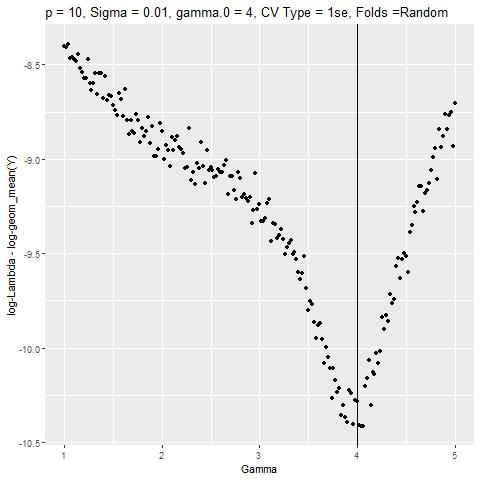 p = 10, Sigma = 0.01, gamma.0 = 4, CV Type = 1se, Folds =Random
log-Lambda - log-geom_mean(Y)
-8.5
-9.0
-9.5
-10.0
-10.5
1 2 3 4 5
Gamma